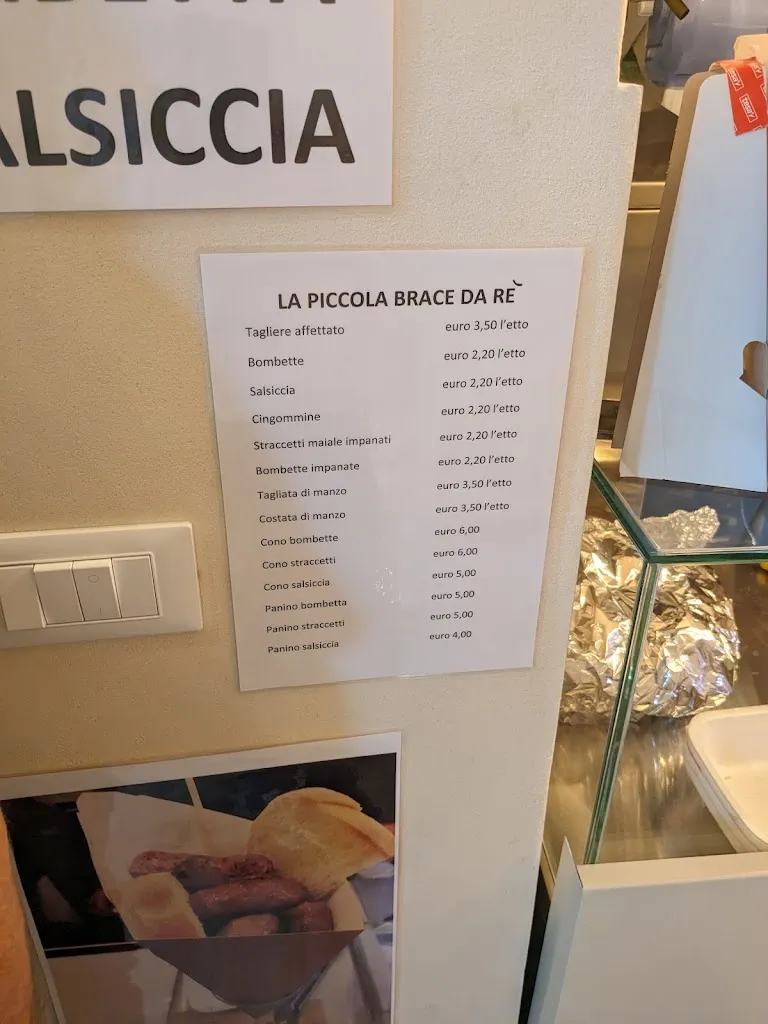 ALSICCIA
LA PICCOLA BRACE DA RÈ
Tagliere affettato euro 3,50 l'etto
Bombette euro 2,20 l'etto
Salsiccia euro 2,20 l'etto
Cingommine euro 2,20 l'etto
Straccetti maiale impanati euro 2,20 l'etto
Bombette impanate euro 2,20 l'etto
Tagliata di manzo euro 3,50 l'etto
Costata di manzo euro 3,50 l'etto
Cono bombette euro 6,00
Cono straccetti euro 6,00
Cono salsiccia euro 5,00
Panino bombetta euro 5,00
Panino straccetti euro 5,00
Panino salsiccia euro 4,00